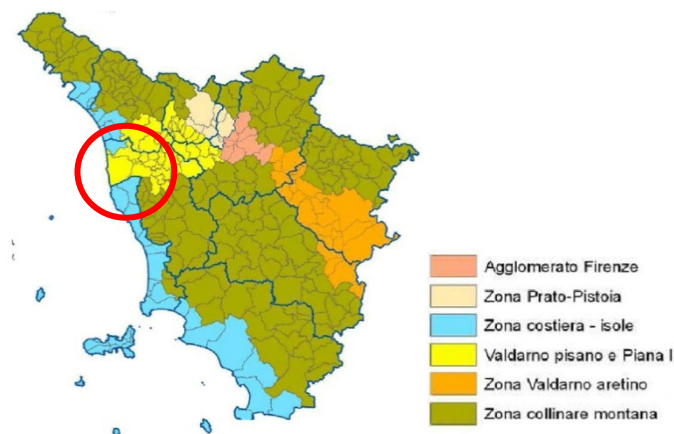 Agglomerato Firenze
Zona Prato-Pistoia
Zona costiera - isole
Valdarno pisano e Piana l
Zona Valdarno aretino
Zona collinare montana